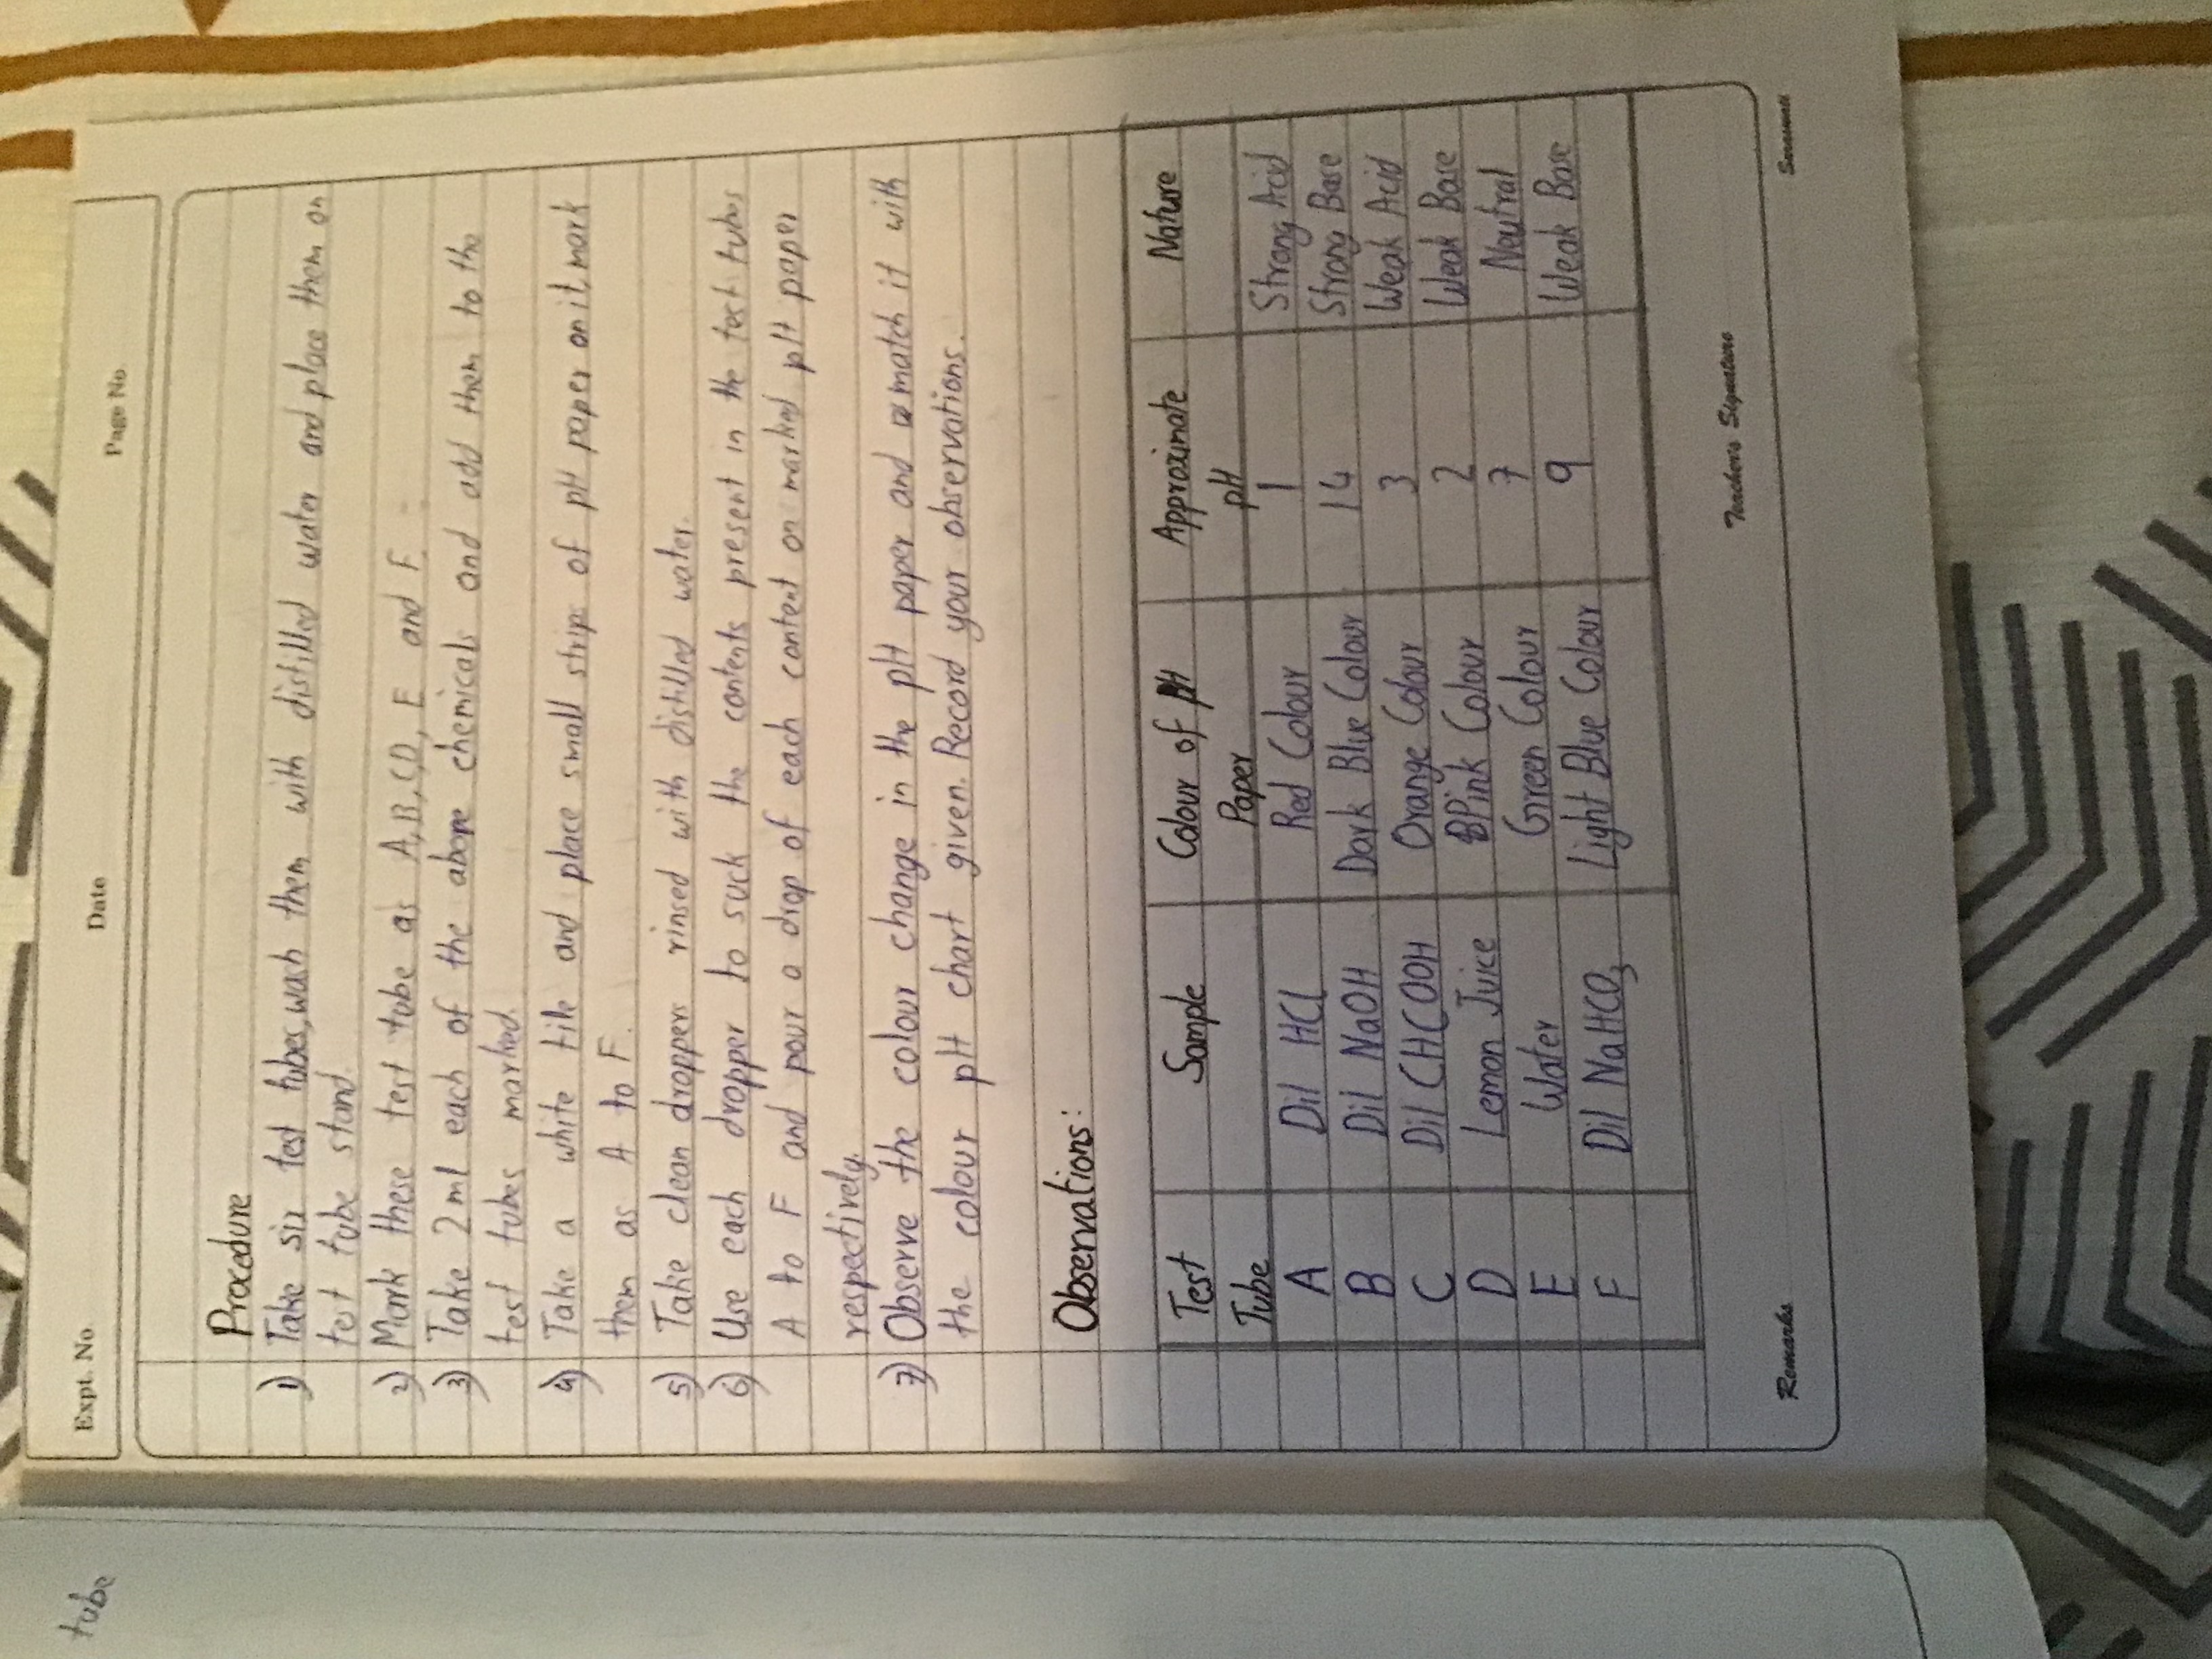 tube
Expt. No
Date
Page No
Procedure
1) Take six test tubes, wash them with distilled water and place them on
test tube stand.
2) Mark these test tube as A, B, C, D, E and F.
3) Take 2 ml each of the above chemicals and add them to the
test tubes marked.
4) Take a white tile and place small strips of pH paper on it, mark
them as A to F.
5) Take clean droppers rinsed with distilled water.
6) Use each dropper to suck the contents present in the test tubes
A to F and pour a drop of each content on marked pH paper
respectively.
7) Observe the colour change in the pH paper and match it with
the colour pH chart given. Record your observations.
Observations:
Test Sample Colour of pH Approximate Nature
Tube Paper pH
A Dil HCl Red Colour 1 Strong Acid
B Dil NaOH Dark Blue Colour 14 Strong Base
C Dil CHCOOH Orange Colour 3 Weak Acid
D Lemon Juice Pink Colour 2 Weak Base
E Water Green Colour 7 Neutral
F Dil NaHCO₃ Light Blue Colour 9 Weak Base
Teacher's Signature
Remarks
Saraswati